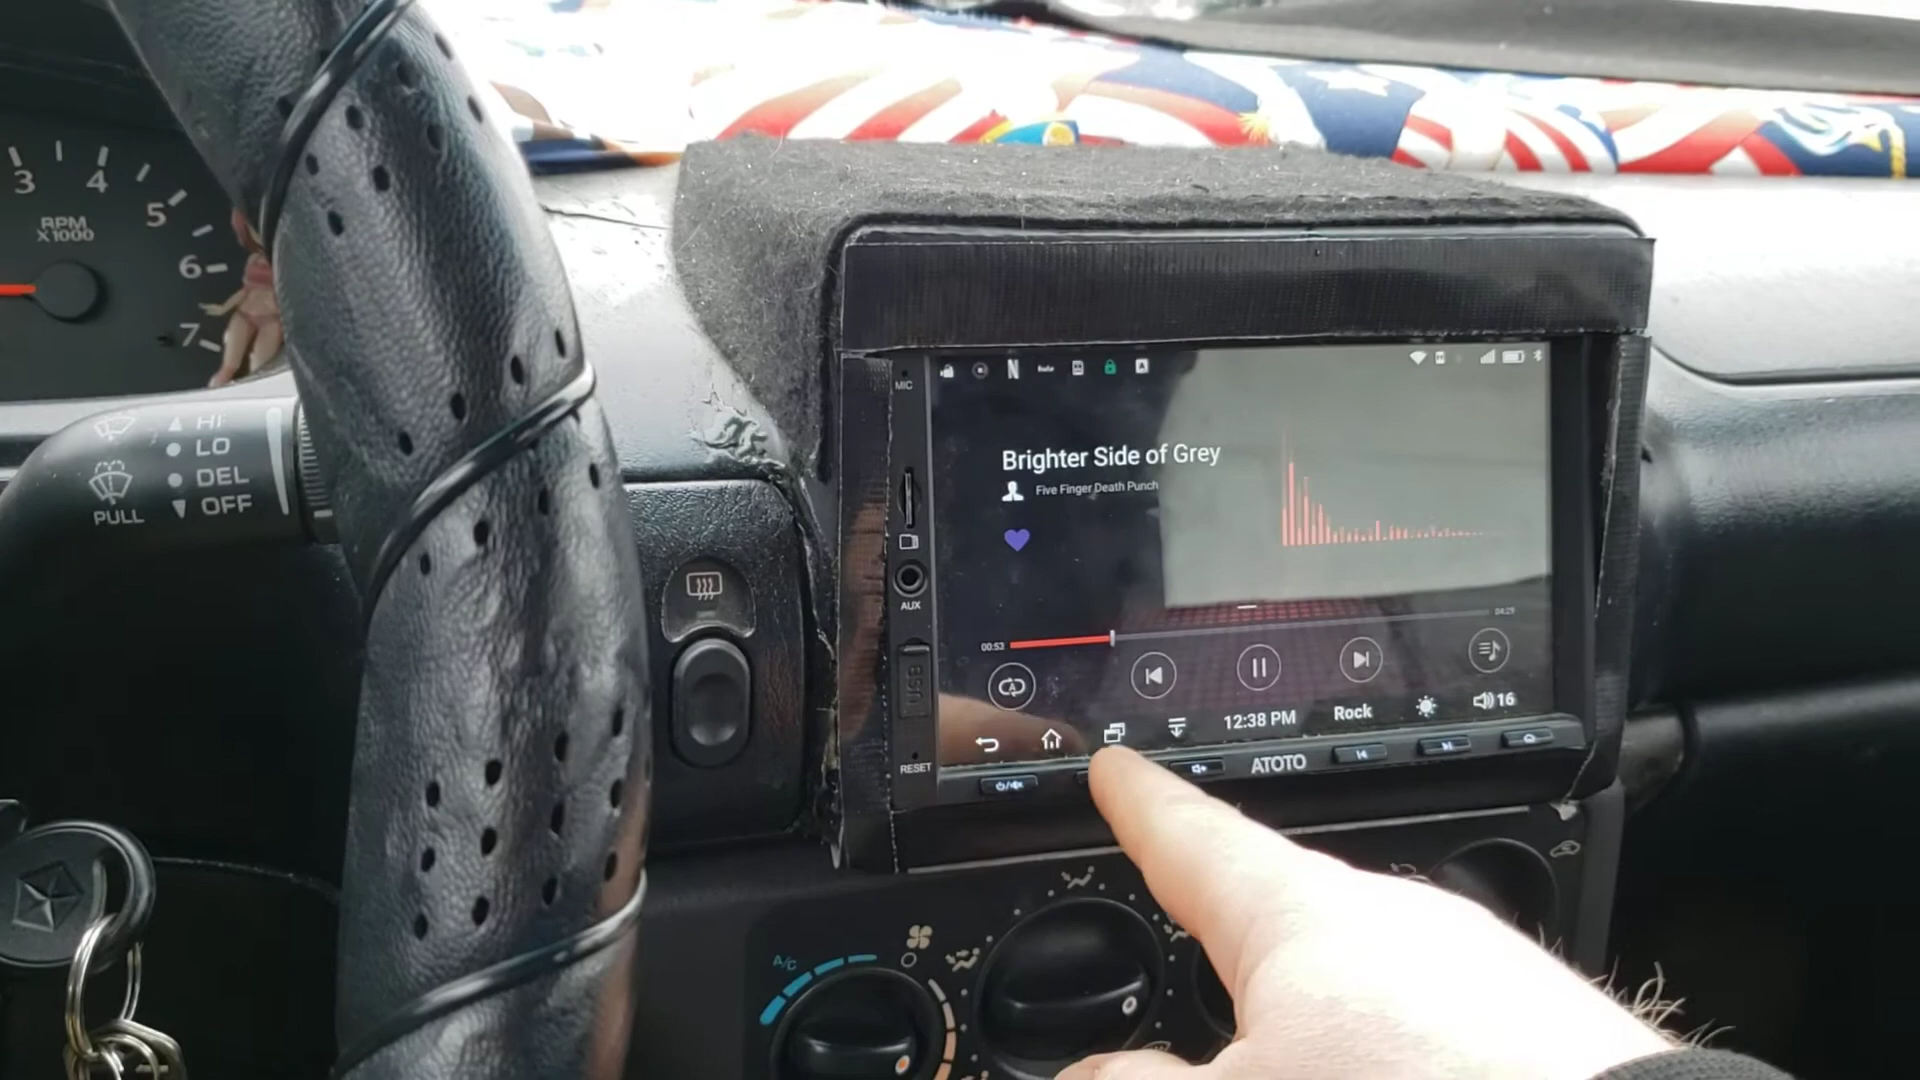 3
4
5
6
7
RPM
X1000
HI
LO
DEL
OFF
PULL
MIC
N
A
Brighter Side of Grey
Five Finger Death Punch
AUX
USB
RESET
00:53
04:29
A
12:38 PM
Rock
16
ATOTO
A/C